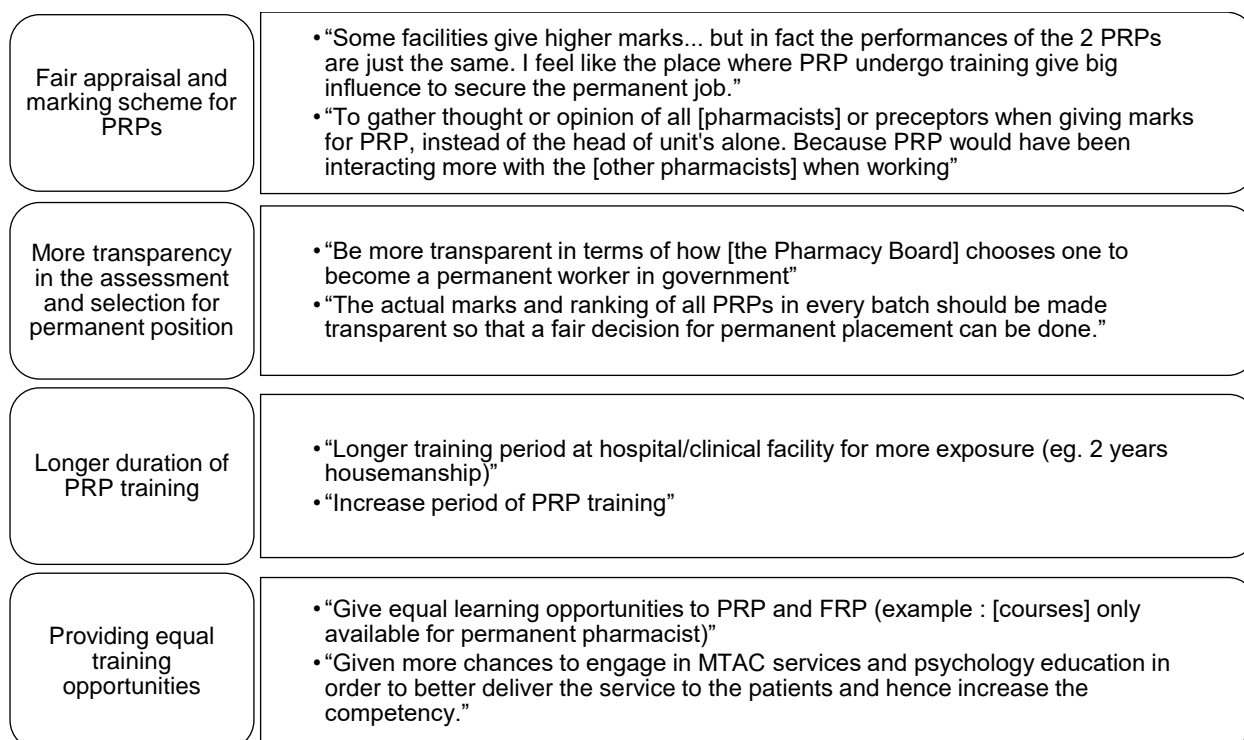 Fair appraisal and
marking scheme for
PRPs
•“Some facilities give higher marks... but in fact the performances of the 2 PRPs
are just the same. I feel like the place where PRP undergo training give big
influence to secure the permanent job.”
•“To gather thought or opinion of all [pharmacists] or preceptors when giving marks
for PRP, instead of the head of unit's alone. Because PRP would have been
interacting more with the [other pharmacists] when working”
More transparency
in the assessment
and selection for
permanent position
•“Be more transparent in terms of how [the Pharmacy Board] chooses one to
become a permanent worker in government”
•“The actual marks and ranking of all PRPs in every batch should be made
transparent so that a fair decision for permanent placement can be done.”
Longer duration of
PRP training
•“Longer training period at hospital/clinical facility for more exposure (eg. 2 years
housemanship)”
•“Increase period of PRP training”
Providing equal
training
opportunities
•“Give equal learning opportunities to PRP and FRP (example : [courses] only
available for permanent pharmacist)”
•“Given more chances to engage in MTAC services and psychology education in
order to better deliver the service to the patients and hence increase the
competency.”